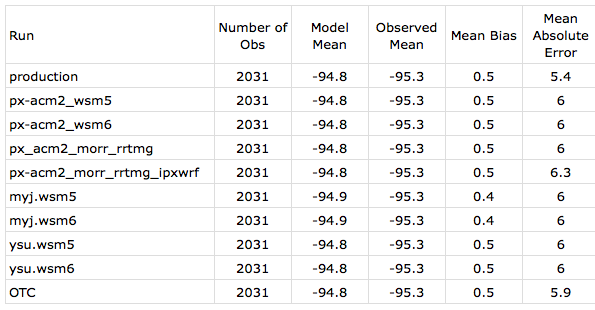 Run Number of Obs Model Mean Observed Mean Mean Bias Mean Absolute Error
production 2031 -94.8 -95.3 0.5 5.4
px-acm2_wsm5 2031 -94.8 -95.3 0.5 6
px-acm2_wsm6 2031 -94.8 -95.3 0.5 6
px_acm2_morr_rrtmg 2031 -94.8 -95.3 0.5 6
px-acm2_morr_rrtmg_ipxwrf 2031 -94.8 -95.3 0.5 6.3
myj.wsm5 2031 -94.9 -95.3 0.4 6
myj.wsm6 2031 -94.9 -95.3 0.4 6
ysu.wsm5 2031 -94.8 -95.3 0.5 6
ysu.wsm6 2031 -94.8 -95.3 0.5 6
OTC 2031 -94.8 -95.3 0.5 5.9